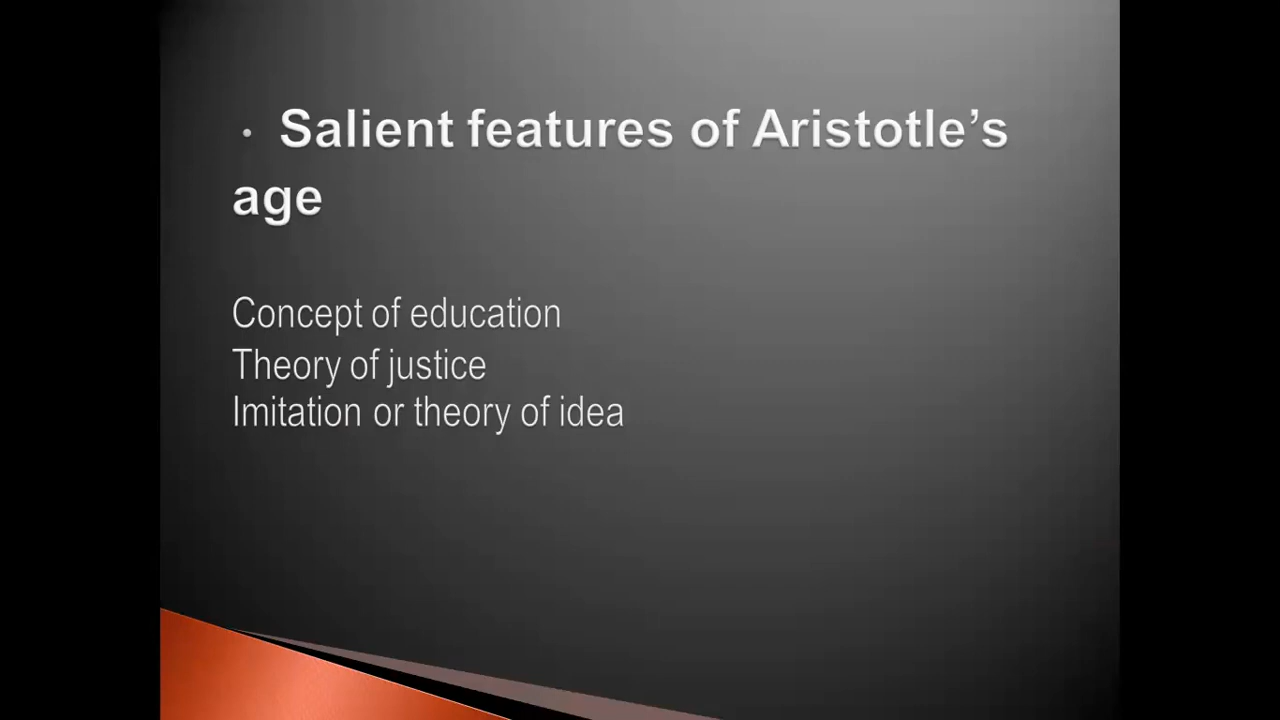 • Salient features of Aristotle’s
age
Concept of education
Theory of justice
Imitation or theory of idea